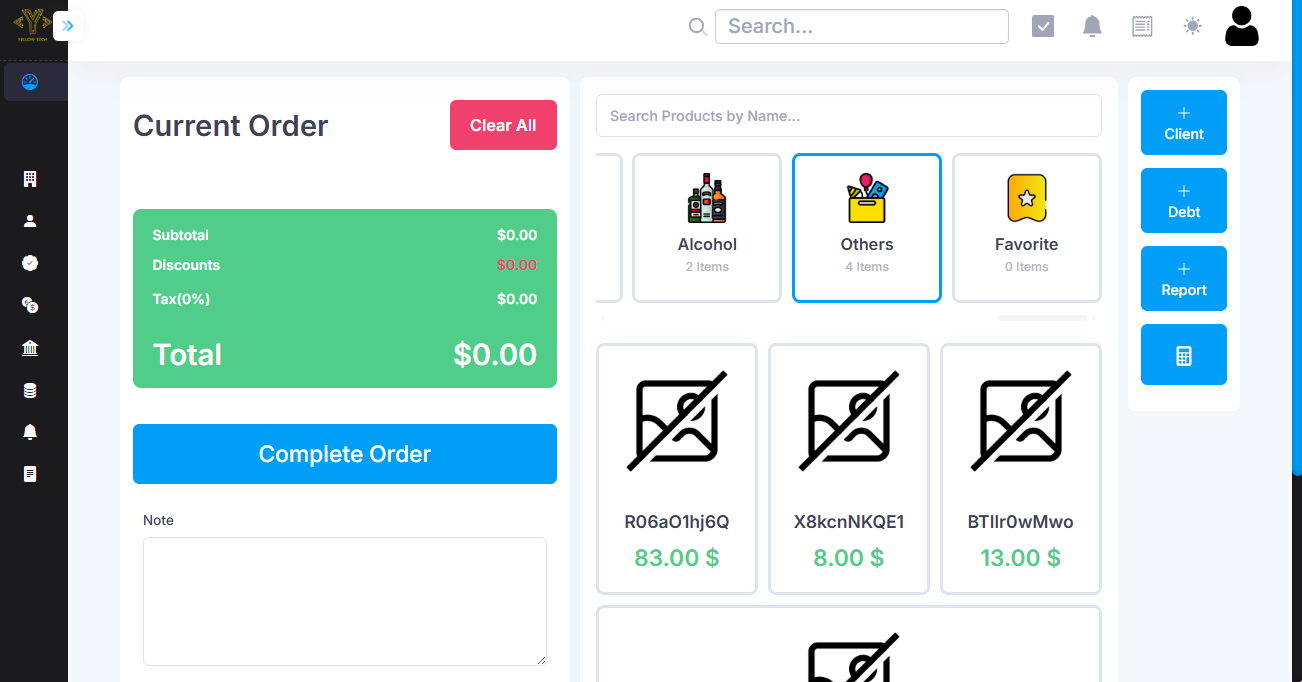 YELLOW TECH
Search...
Current Order
Clear All
Subtotal $0.00
Discounts $0.00
Tax(0%) $0.00
Total $0.00
Complete Order
Note
Search Products by Name...
Alcohol
2 Items
Others
4 Items
Favorite
0 Items
R06aO1hj6Q
83.00 $
X8kcnNKQE1
8.00 $
BTllr0wMwo
13.00 $
Client
Debt
Report